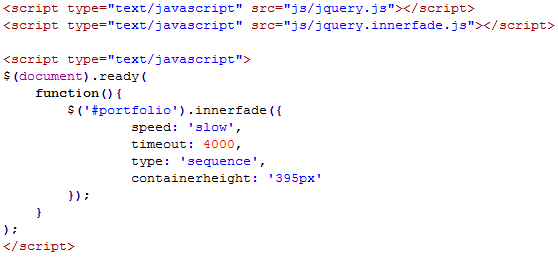 <script type="text/javascript" src="js/jquery.js"></script>
<script type="text/javascript" src="js/jquery.innerfade.js"></script>

<script type="text/javascript">
$(document).ready(
    function(){
        $('#portfolio').innerfade({
                speed: 'slow',
                timeout: 4000,
                type: 'sequence',
                containerheight: '395px'
        });
    }
);
</script>